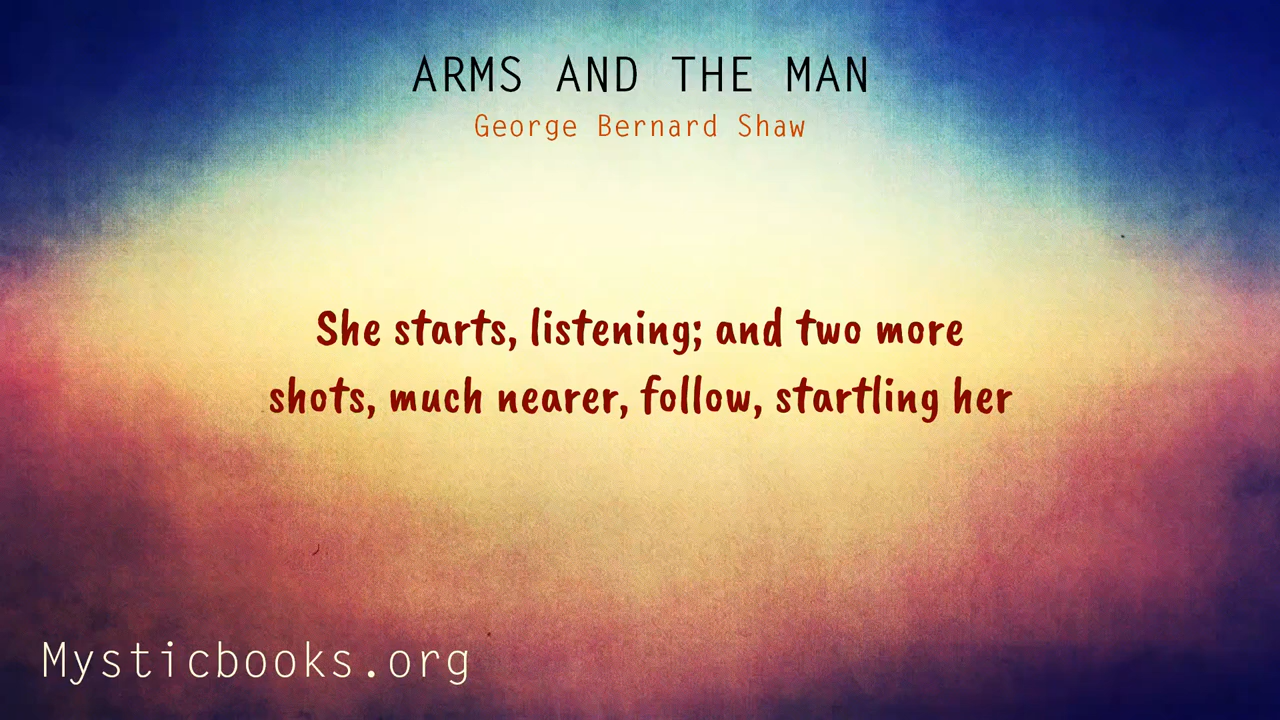 ARMS AND THE MAN
George Bernard Shaw
She starts, listening; and two more
shots, much nearer, follow, startling her
Mysticbooks.org